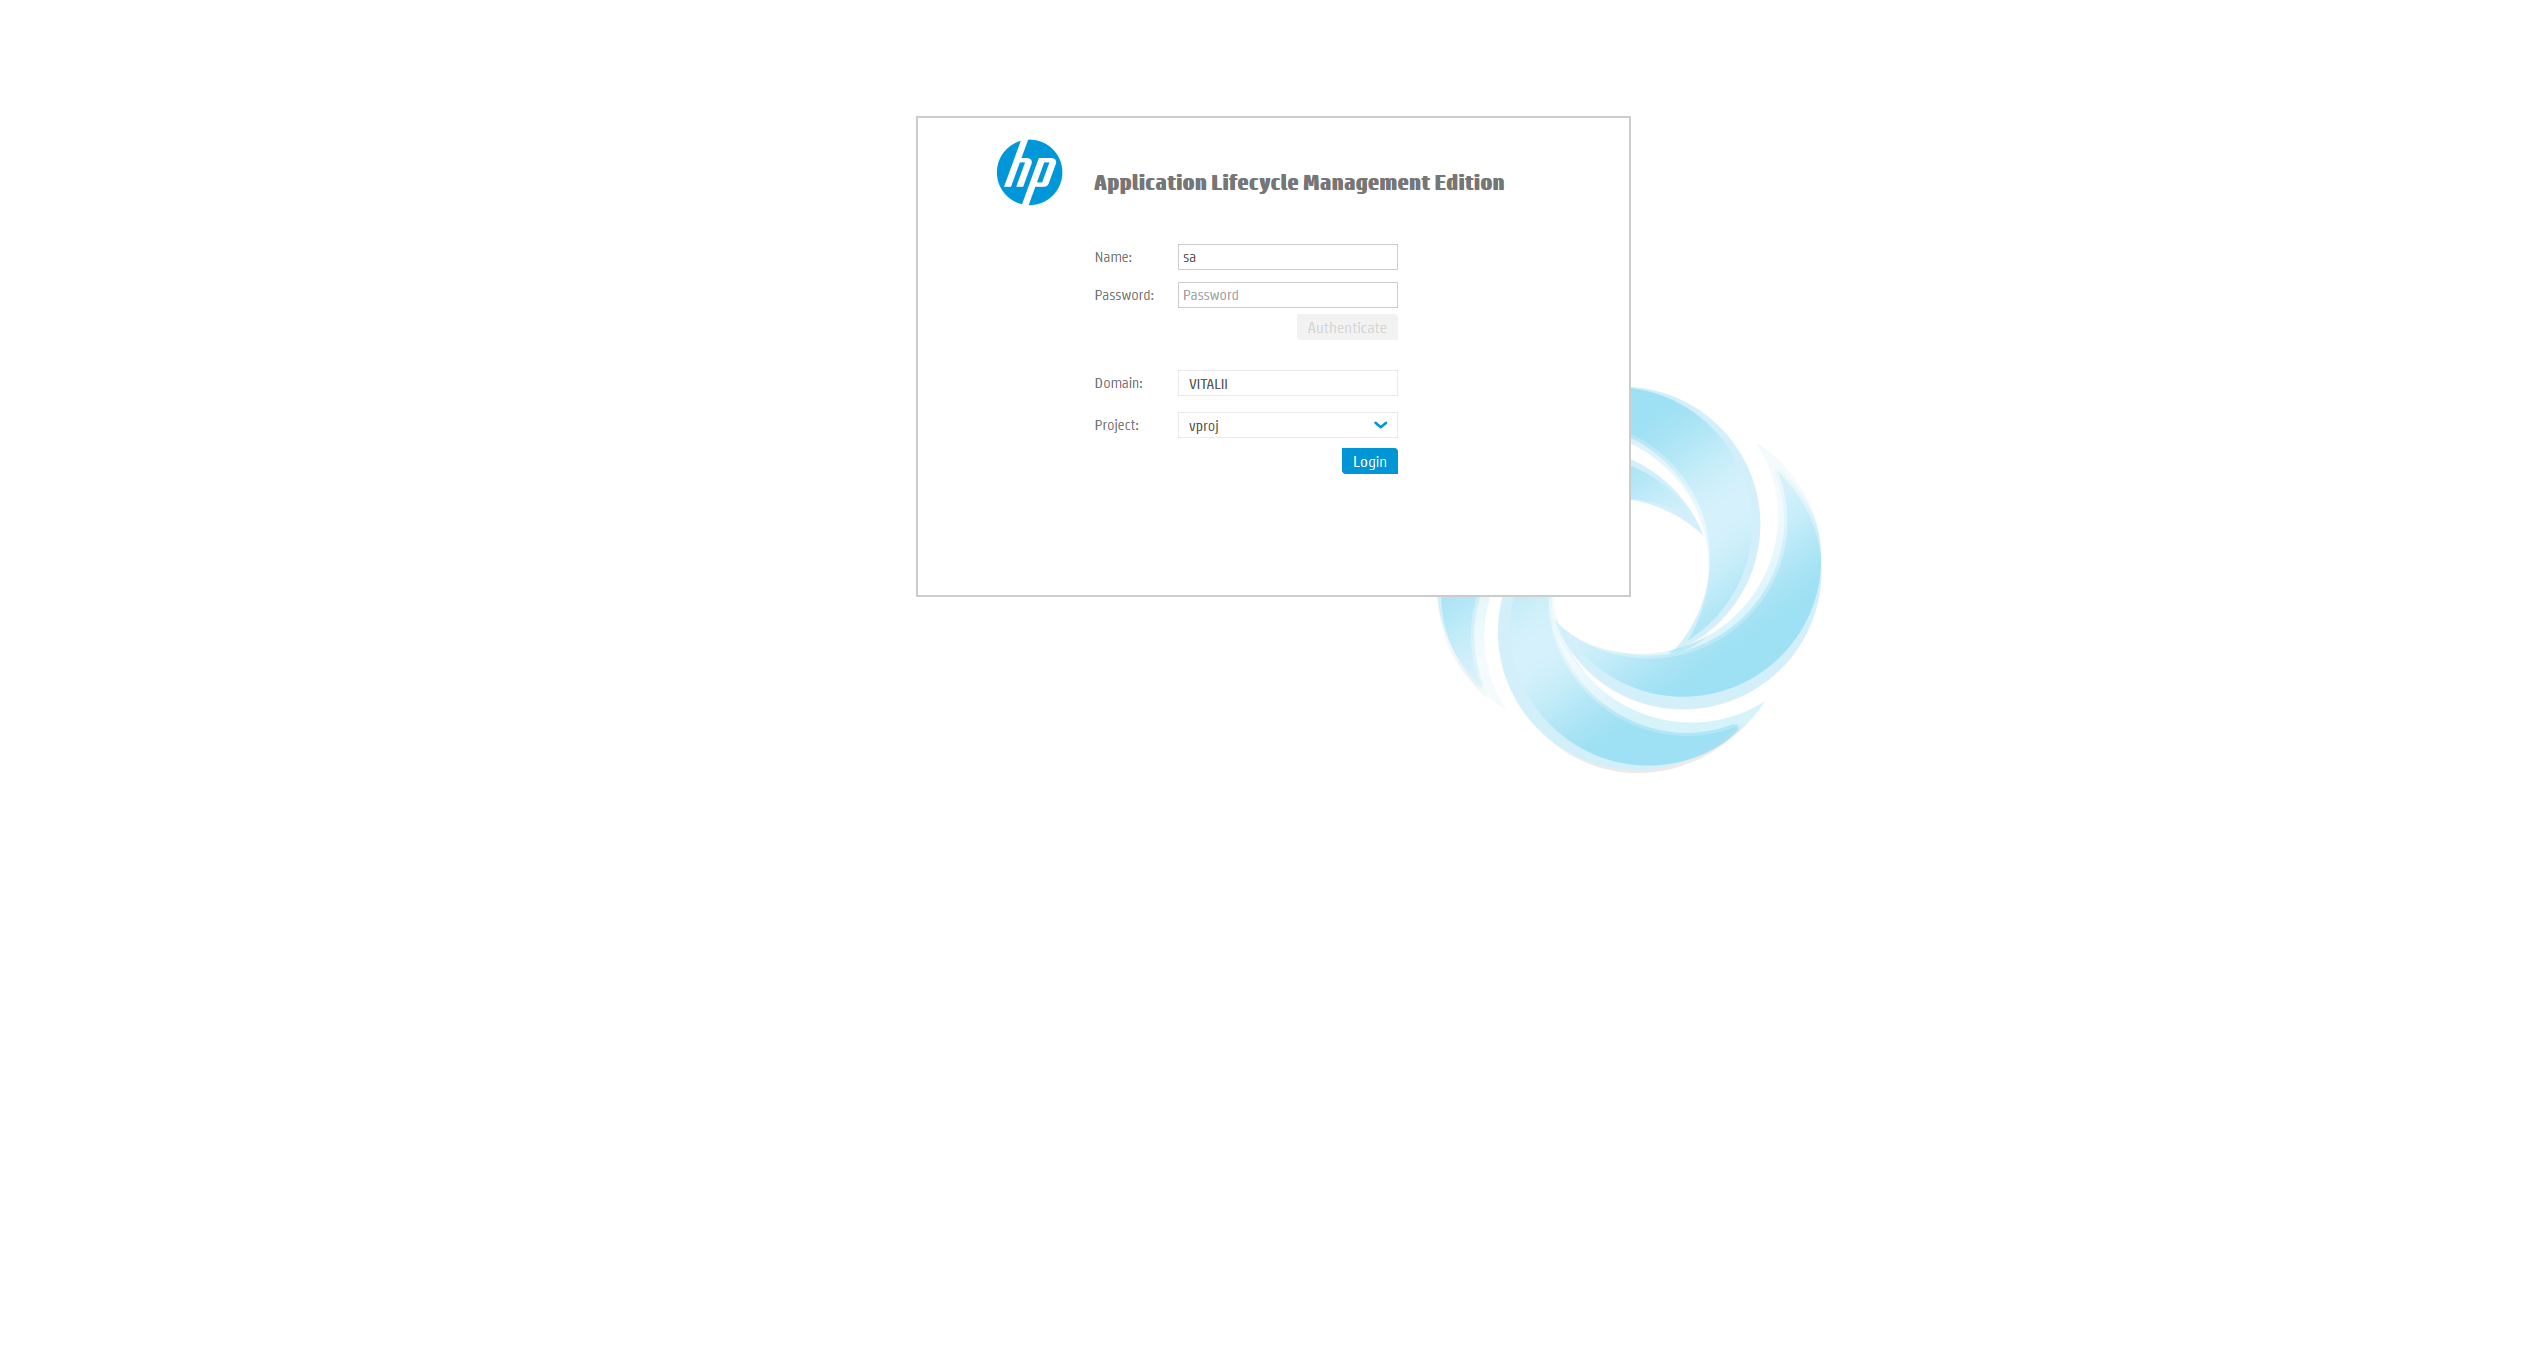 hp
Application Lifecycle Management Edition
Name: sa
Password: Password
Authenticate
Domain: VITALII
Project: vproj
Login